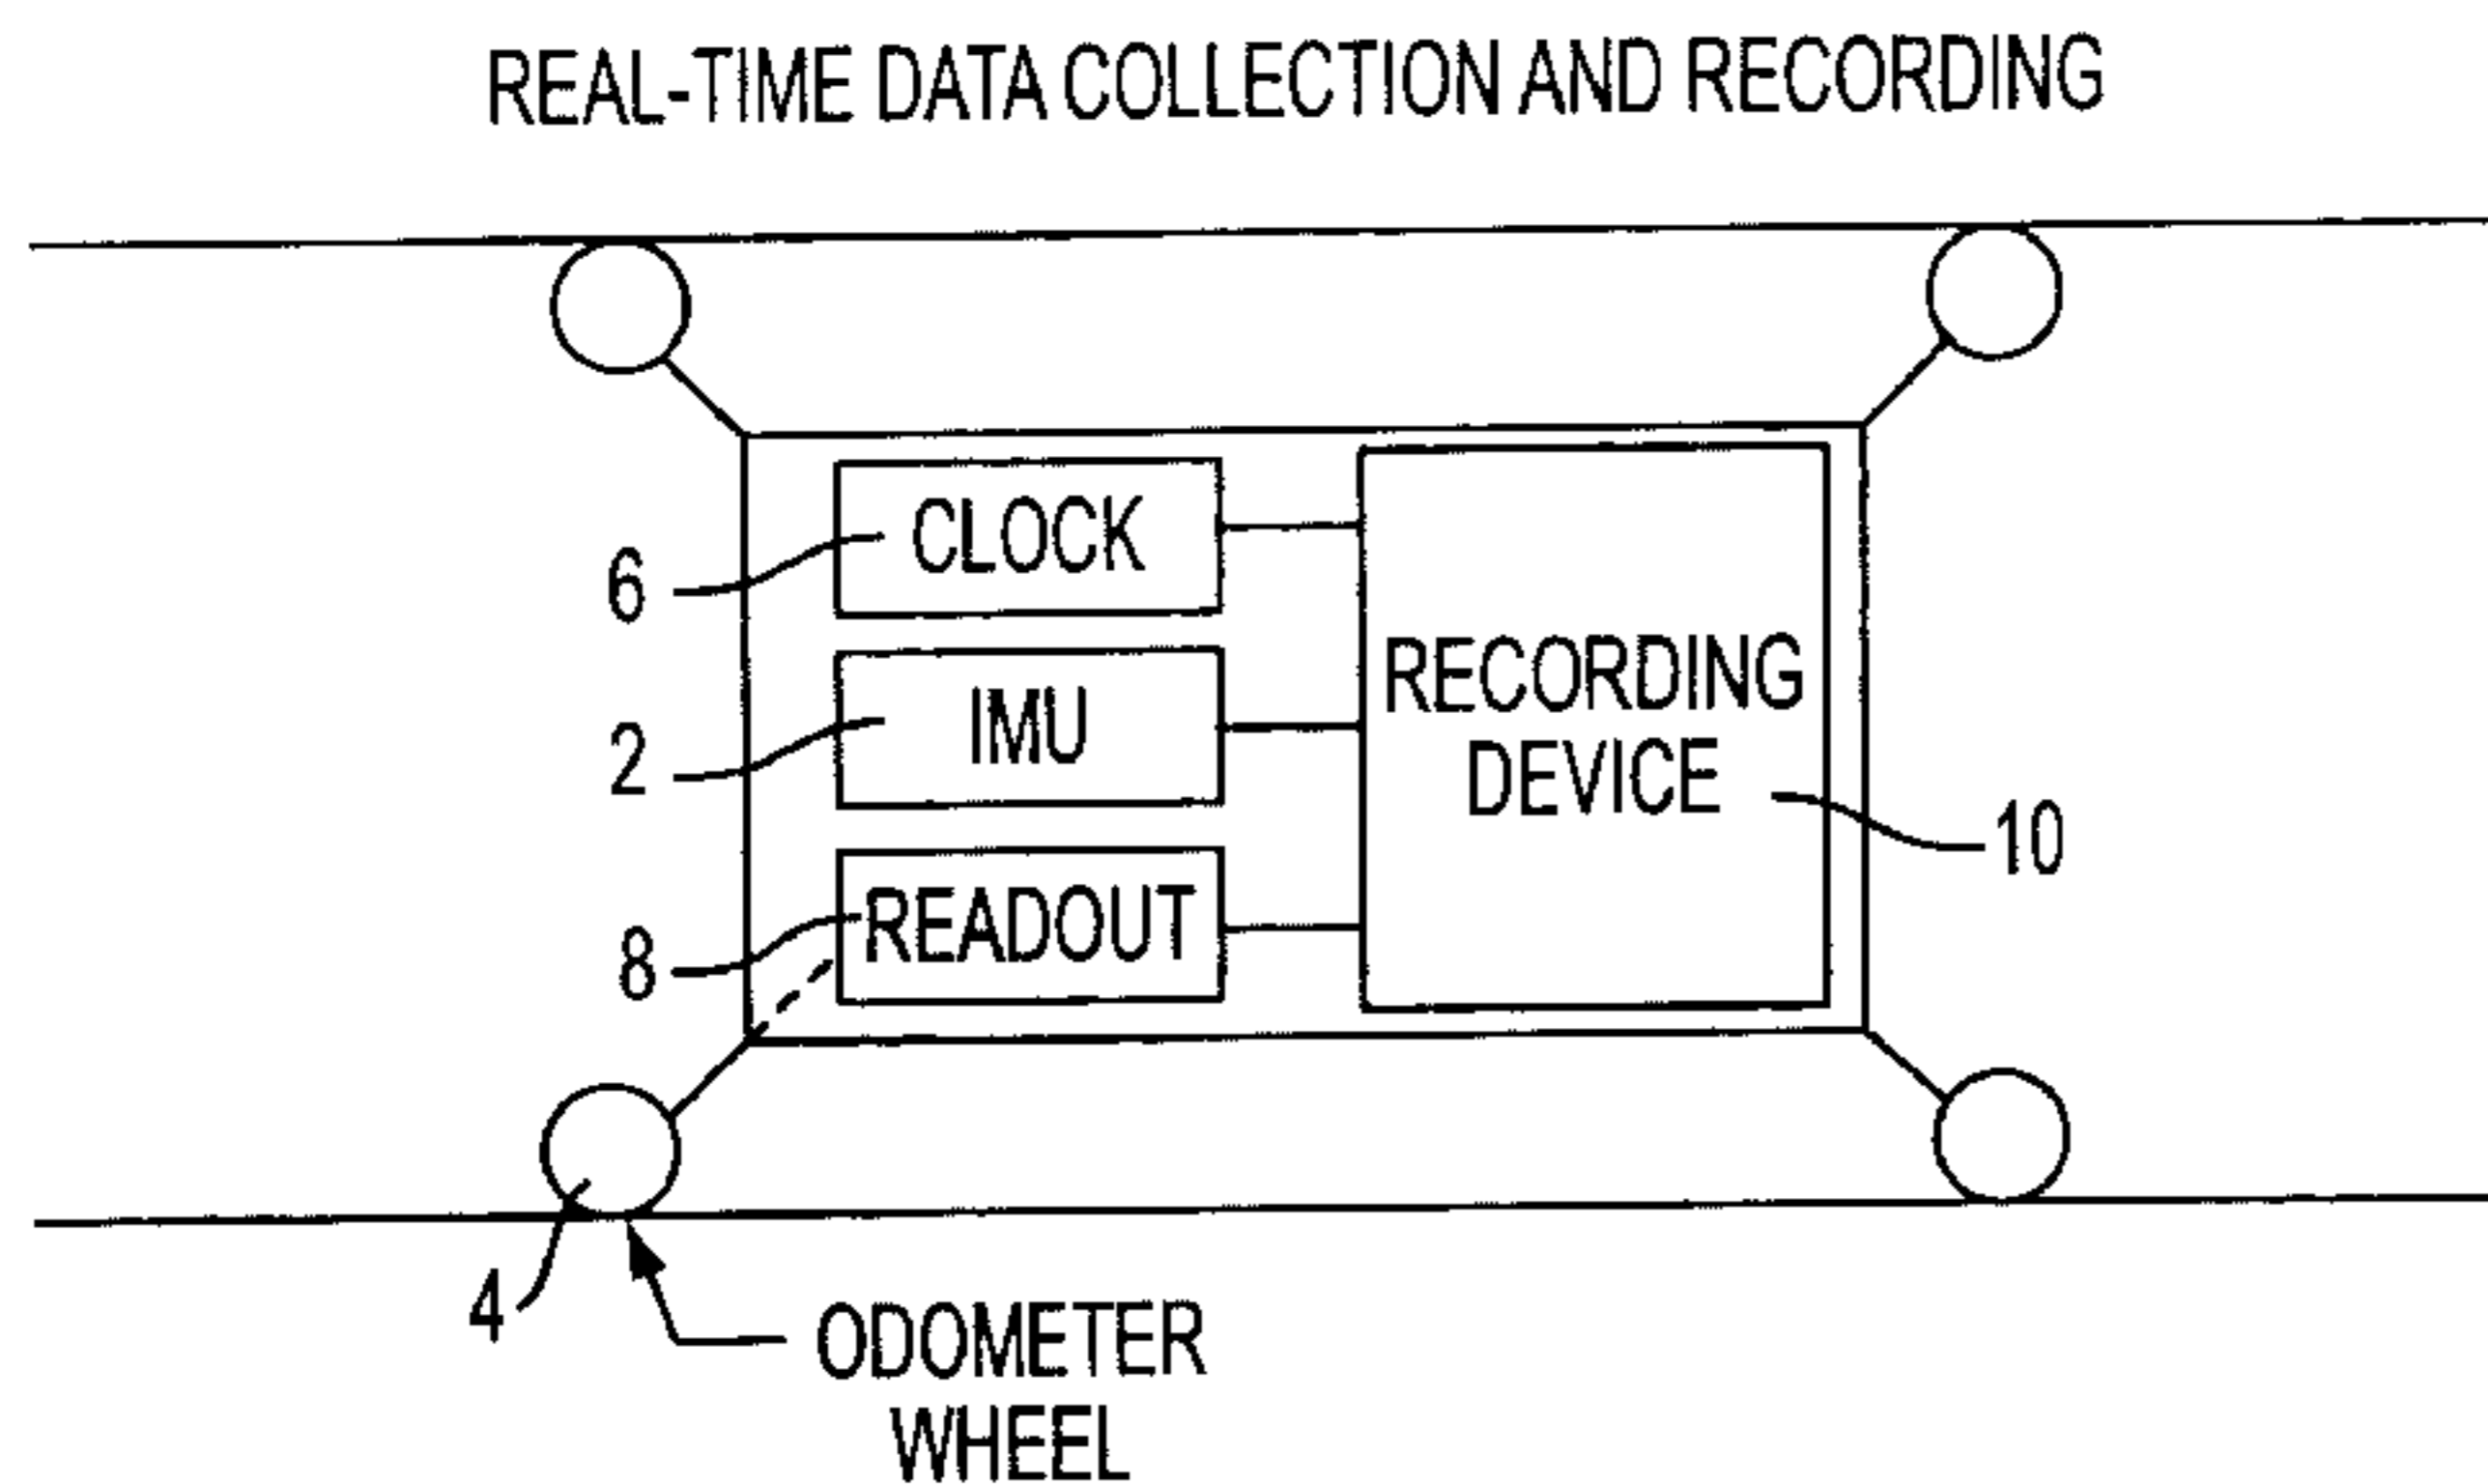 REAL-TIME DATA COLLECTION AND RECORDING
CLOCK
6
IMU
2
RECORDING
DEVICE
10
READOUT
8
4
ODOMETER
WHEEL